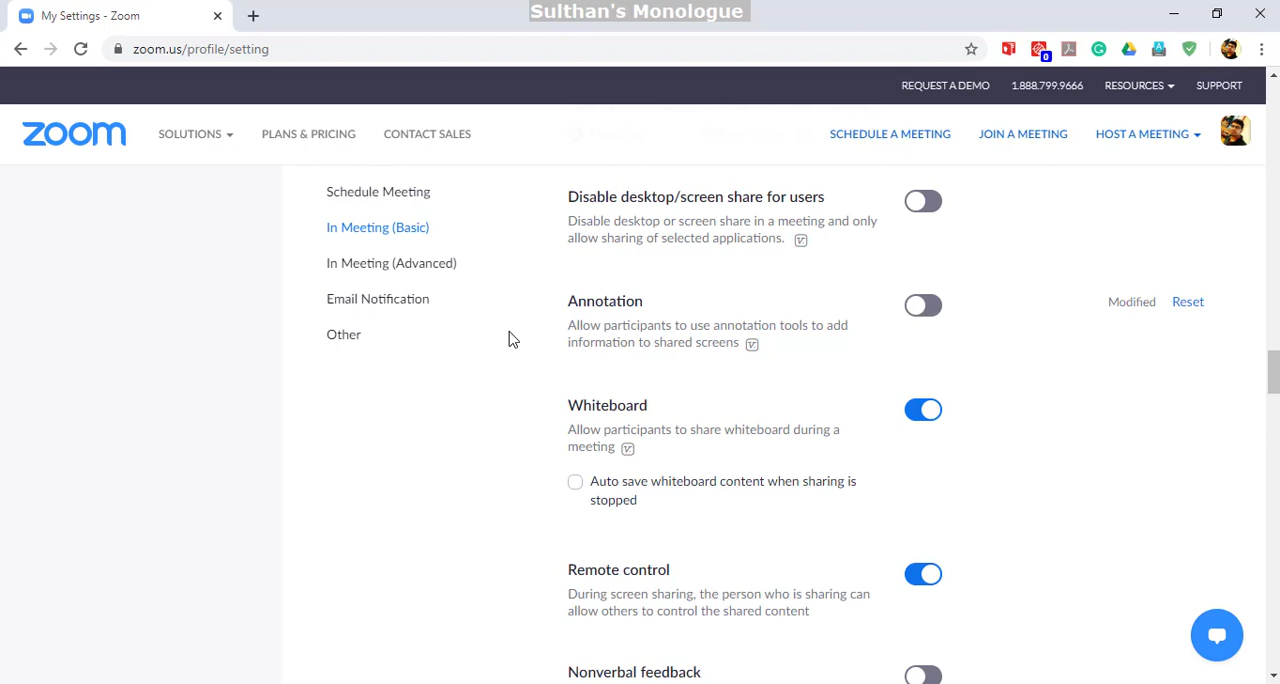 Sulthan's Monologue
My Settings - Zoom
zoom.us/profile/setting
0
REQUEST A DEMO 1.888.799.9666 RESOURCES SUPPORT
zoom SOLUTIONS PLANS & PRICING CONTACT SALES SCHEDULE A MEETING JOIN A MEETING HOST A MEETING
Schedule Meeting
In Meeting (Basic)
In Meeting (Advanced)
Email Notification
Other
Disable desktop/screen share for users
Disable desktop or screen share in a meeting and only
allow sharing of selected applications.
Annotation
Modified Reset
Allow participants to use annotation tools to add
information to shared screens
Whiteboard
Allow participants to share whiteboard during a
meeting
Auto save whiteboard content when sharing is
stopped
Remote control
During screen sharing, the person who is sharing can
allow others to control the shared content
Nonverbal feedback